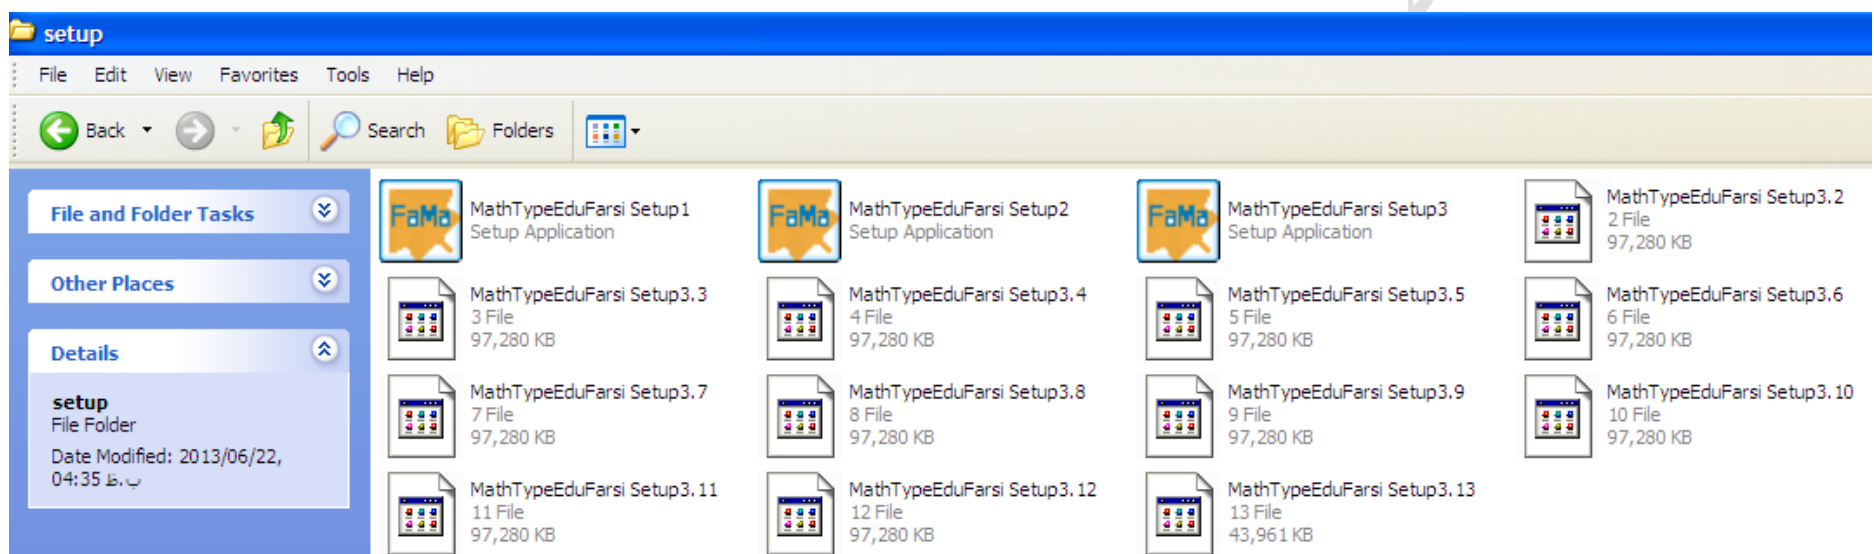 setup
File Edit View Favorites Tools Help
Back Search Folders
File and Folder Tasks
Other Places
Details
setup
File Folder
Date Modified: 2013/06/22,
04:35 ب.ظ
FaMa MathTypeEduFarsi Setup1
Setup Application
FaMa MathTypeEduFarsi Setup2
Setup Application
FaMa MathTypeEduFarsi Setup3
Setup Application
MathTypeEduFarsi Setup3.2
2 File
97,280 KB
MathTypeEduFarsi Setup3.3
3 File
97,280 KB
MathTypeEduFarsi Setup3.4
4 File
97,280 KB
MathTypeEduFarsi Setup3.5
5 File
97,280 KB
MathTypeEduFarsi Setup3.6
6 File
97,280 KB
MathTypeEduFarsi Setup3.7
7 File
97,280 KB
MathTypeEduFarsi Setup3.8
8 File
97,280 KB
MathTypeEduFarsi Setup3.9
9 File
97,280 KB
MathTypeEduFarsi Setup3.10
10 File
97,280 KB
MathTypeEduFarsi Setup3.11
11 File
97,280 KB
MathTypeEduFarsi Setup3.12
12 File
97,280 KB
MathTypeEduFarsi Setup3.13
13 File
43,961 KB